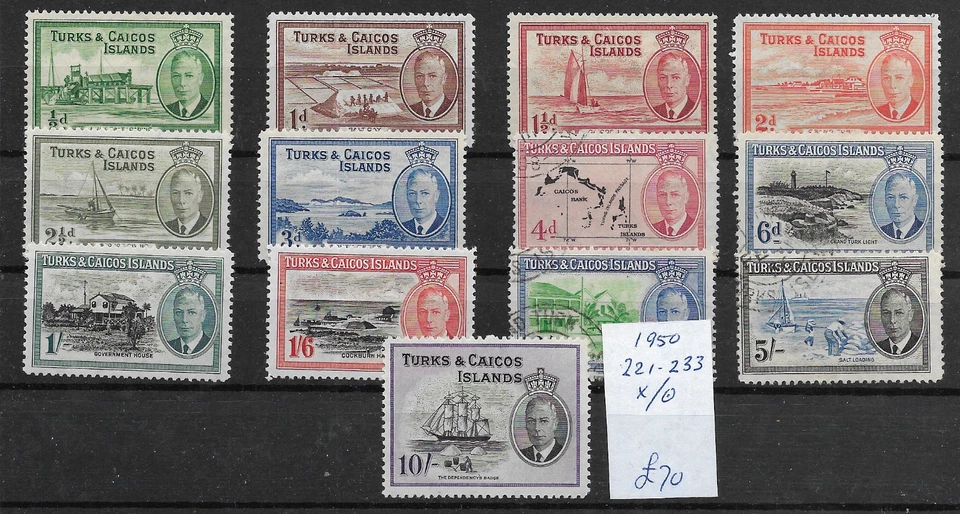 TURKS & CAICOS
ISLANDS
½d
TURKS & CAICOS
ISLANDS
1d
TURKS & CAICOS
ISLANDS
1½d
TURKS & CAICOS
ISLANDS
2d
TURKS & CAICOS
ISLANDS
2½d
TURKS & CAICOS
ISLANDS
3d
TURKS & CAICOS ISLANDS
CAICOS
BANK
TURKS
ISLANDS
4d
TURKS & CAICOS ISLANDS
6d
GRAND TURK LIGHT
TURKS & CAICOS ISLANDS
1/-
GOVERNMENT HOUSE
TURKS & CAICOS ISLANDS
1/6
COCKBURN HA
TURKS & CAICOS ISLANDS
TURKS & CAICOS ISLANDS
5/-
SALT LOADING
TURKS & CAICOS
ISLANDS
10/-
THE DEPENDENCY'S BADGE
1950
221-233
x/o
£70